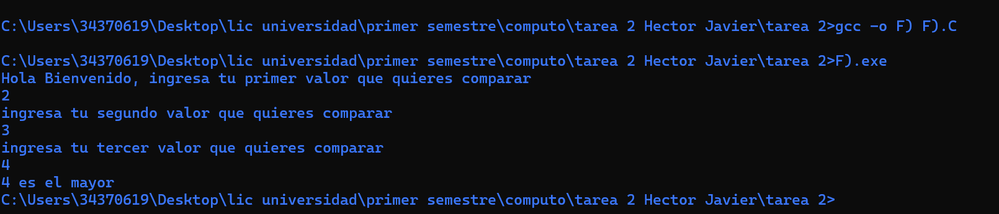 C:\Users\34370619\Desktop\lic universidad\primer semestre\computo\tarea 2 Hector Javier\tarea 2>gcc -o F) F).C
C:\Users\34370619\Desktop\lic universidad\primer semestre\computo\tarea 2 Hector Javier\tarea 2>F).exe
Hola Bienvenido, ingresa tu primer valor que quieres comparar
2
ingresa tu segundo valor que quieres comparar
3
ingresa tu tercer valor que quieres comparar
4
4 es el mayor
C:\Users\34370619\Desktop\lic universidad\primer semestre\computo\tarea 2 Hector Javier\tarea 2>